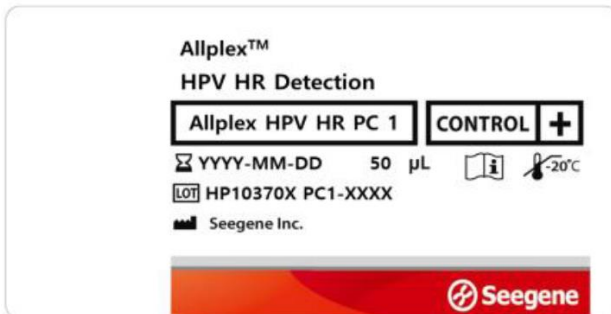 Allplex™
HPV HR Detection
Allplex HPV HR PC 1 CONTROL +
YYYY-MM-DD 50 μL -20°C
LOT HP10370X PC1-XXXX
Seegene Inc.
Seegene